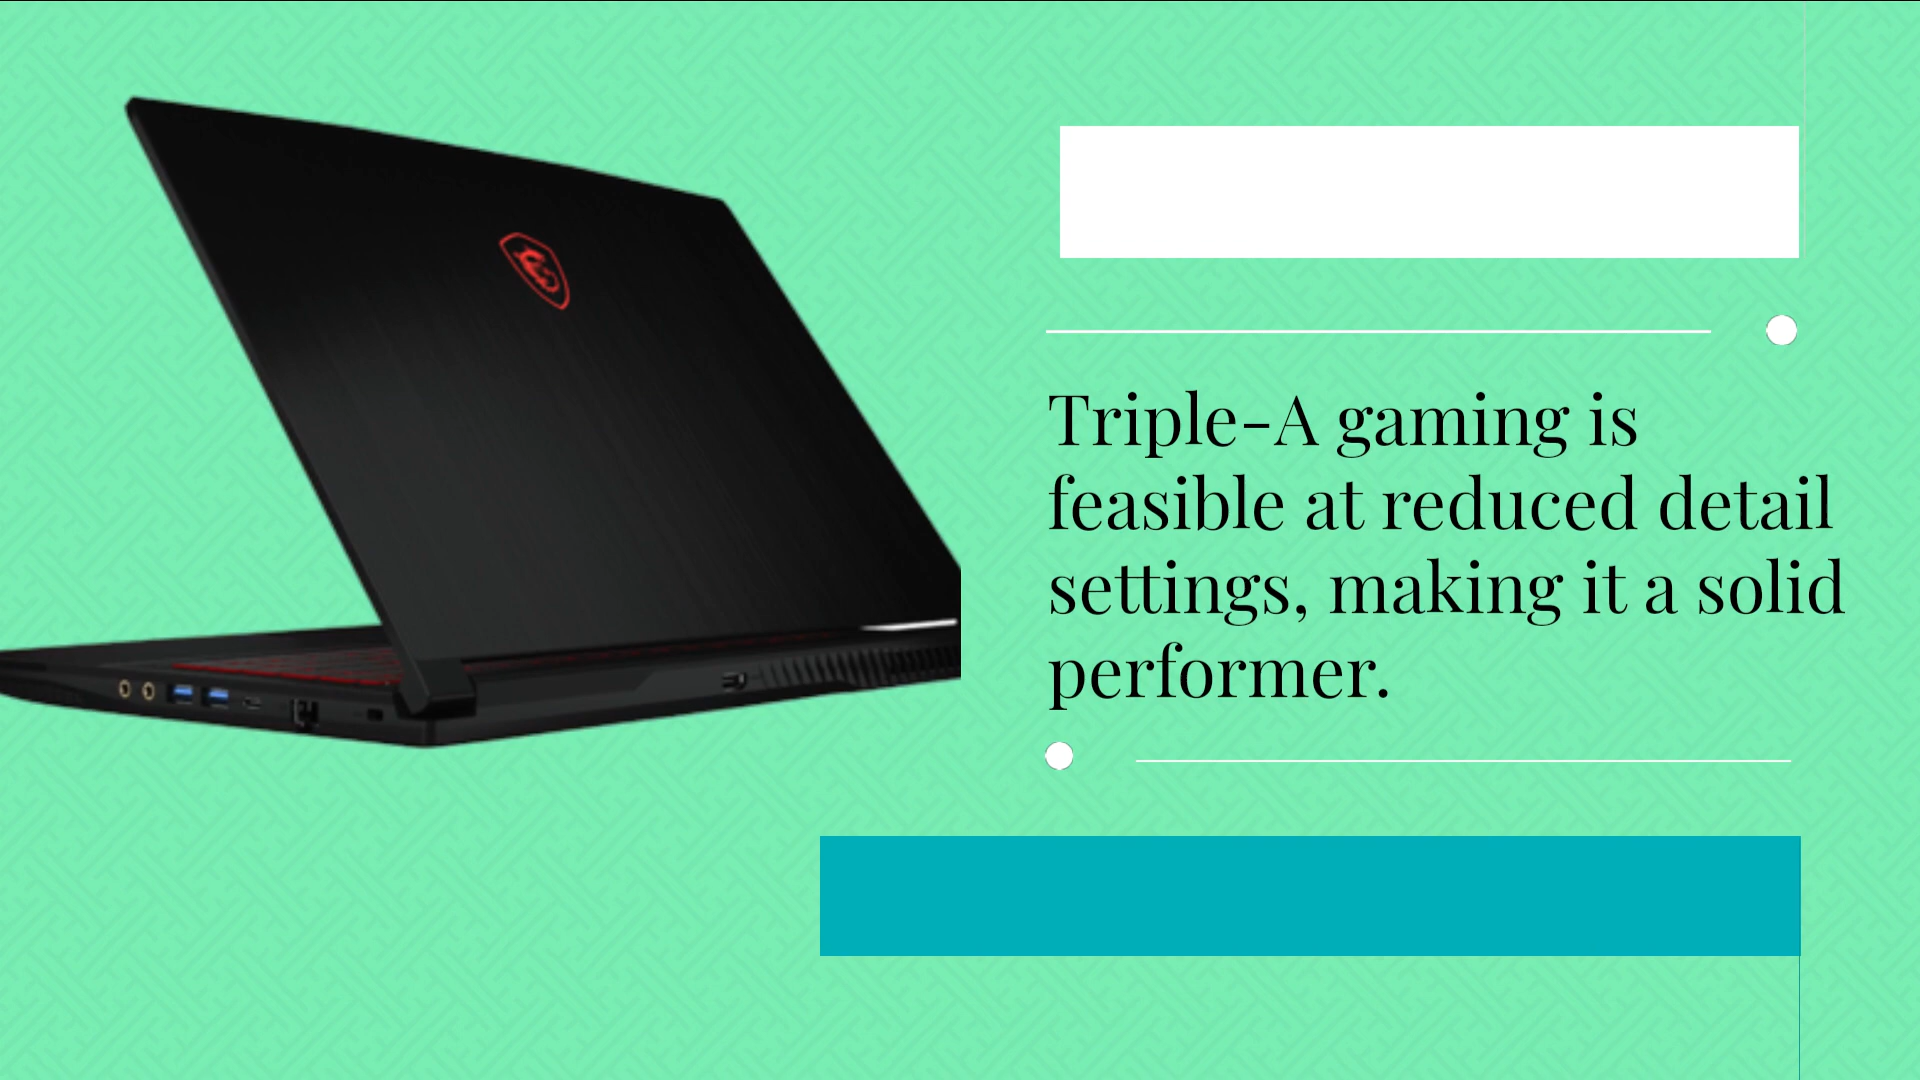 Triple-A gaming is
feasible at reduced detail
settings, making it a solid
performer.